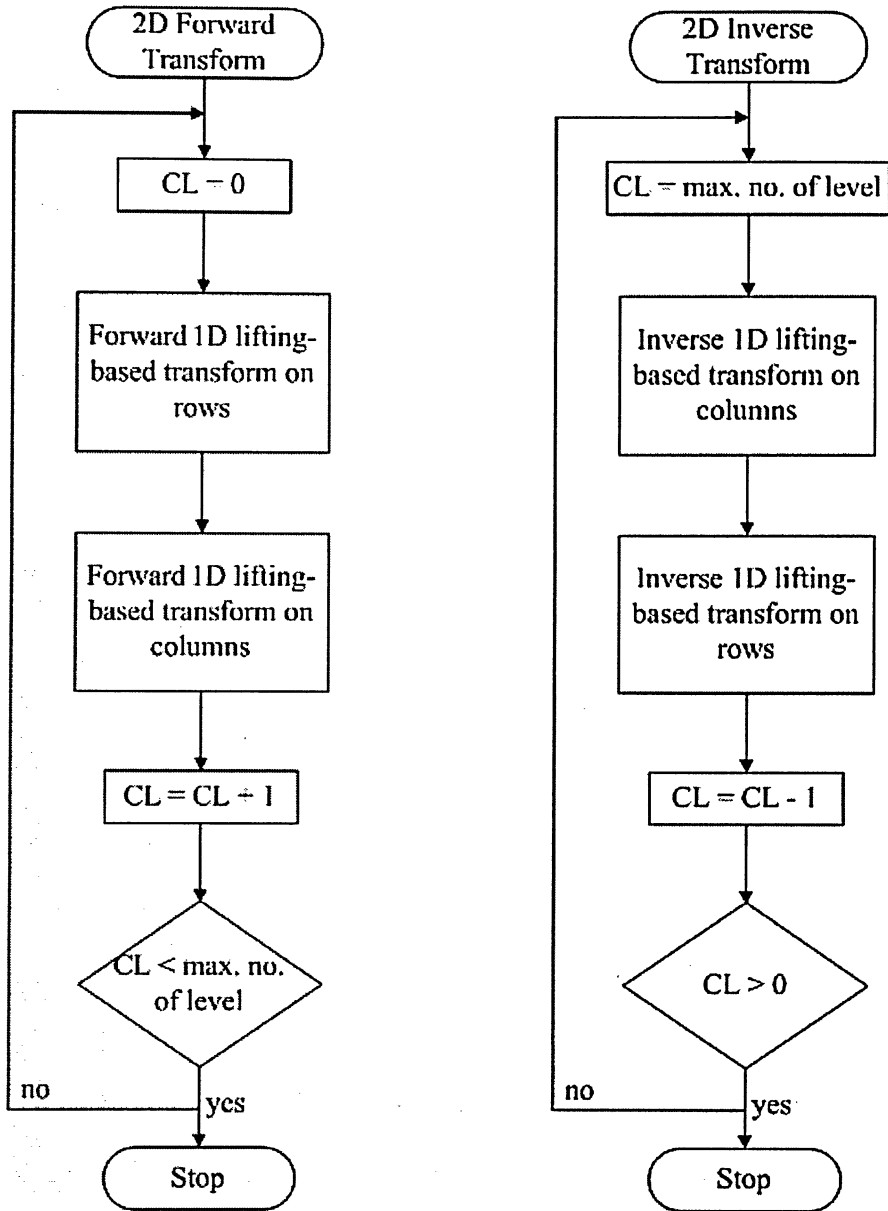 2D Forward
Transform
CL = 0
Forward 1D lifting-
based transform on
rows
Forward 1D lifting-
based transform on
columns
CL = CL + 1
CL < max. no.
of level
no
yes
Stop
2D Inverse
Transform
CL = max. no. of level
Inverse 1D lifting-
based transform on
columns
Inverse 1D lifting-
based transform on
rows
CL = CL - 1
CL > 0
no
yes
Stop